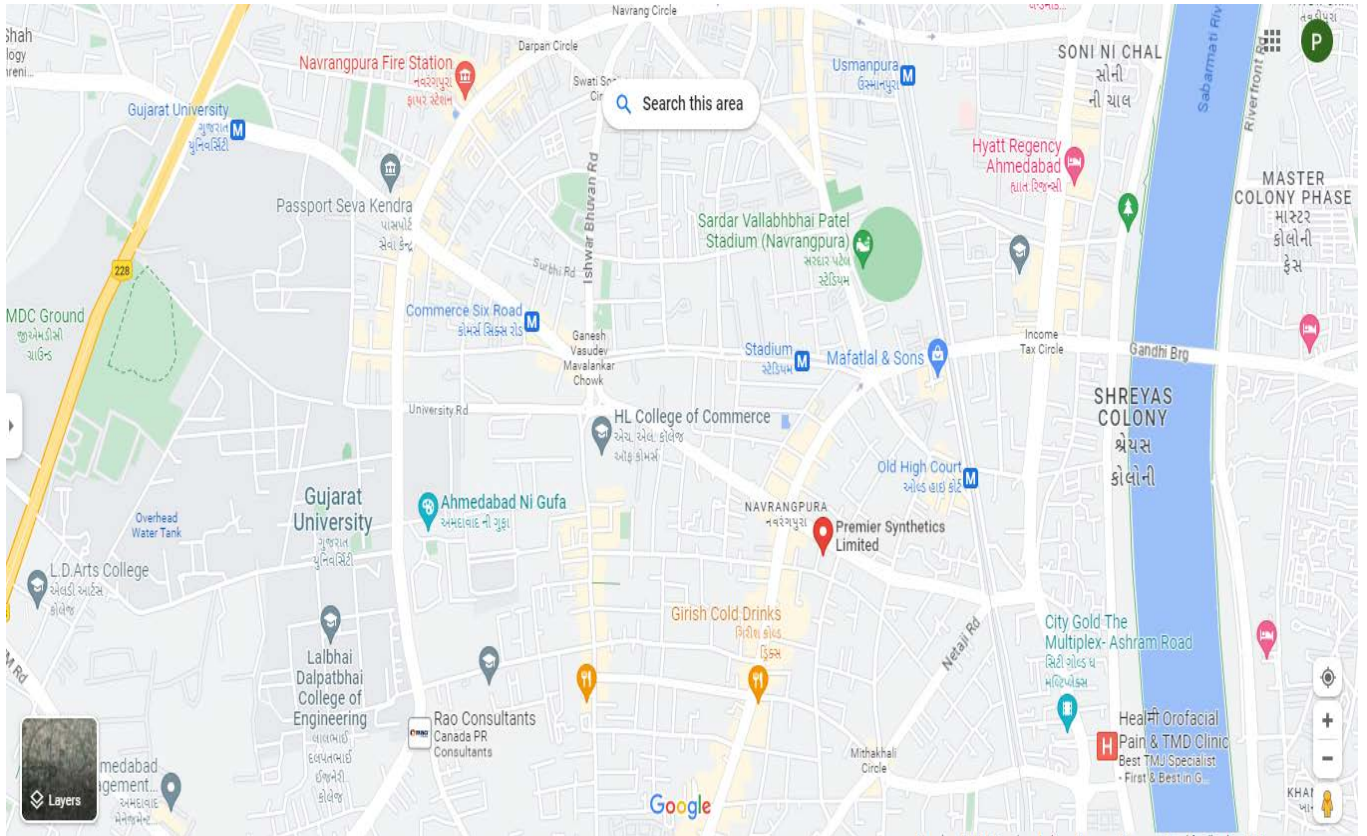 Navrang Circle
Shah
logy
Darpan Circle
Navrangpura Fire Station
નવરંગપુરા
ફાયર સ્ટેશન
Swati
Search this area
Usmanpura
ઉસ્માનપુરા
SONI NI CHAL
સોની
ની ચાલ
Sabarmati Riv
Riverfront Rd
P
Gujarat University
ગુજરાત
યુનિવર્સિટી
M
M
Hyatt Regency
Ahmedabad
હયાત રિજન્સી
MASTER
COLONY PHASE
માસ્ટર
કોલોની
ફેસ
Passport Seva Kendra
પાસપોર્ટ
સેવા કેન્દ્ર
Ishwar Bhuvan Rd
Surbhi Rd
Sardar Vallabhbhai Patel
Stadium (Navrangpura)
સરદાર પટેલ
સ્ટેડિયમ
228
MDC Ground
જીએમડીસી
ગ્રાઉન્ડ
Commerce Six Road
કોમર્સ સિક્સ રોડ
M
Ganesh
Vasudev
Mavalankar
Chowk
Stadium
સ્ટેડિયમ
M
Mafatlal & Sons
Income
Tax Circle
Gandhi Brg
SHREYAS
COLONY
શ્રેયસ
કોલોની
University Rd
HL College of Commerce
એચ. એલ. કૉલેજ
ઑફ કોમર્સ
Old High Court
ઓલ્ડ હાઇ કોર્ટ
M
Gujarat
University
ગુજરાત
યુનિવર્સિટી
Ahmedabad Ni Gufa
અમદાવાદ ની ગુફા
NAVRANGPURA
નવરંગપુરા
Premier Synthetics
Limited
Overhead
Water Tank
L.D.Arts College
એલડી આર્ટસ
કોલેજ
Girish Cold Drinks
ગિરીશ કોલ્ડ
ડ્રિંક્સ
Netaji Rd
City Gold The
Multiplex- Ashram Road
સિટી ગોલ્ડ ધ
મલ્ટિપ્લેક્સ
Lalbhai
Dalpatbhai
College of
Engineering
લાલભાઈ
દલપતભાઈ
ઈજનેરી
કોલેજ
Rao Consultants
Canada PR
Consultants
Mithakhali
Circle
H
Orofacial
Pain & TMD Clinic
Best TMJ Specialist
- First & Best in G...
medabad
agement...
અમદાવાદ
મેનેજમેન્ટ
Layers
Google
KHA